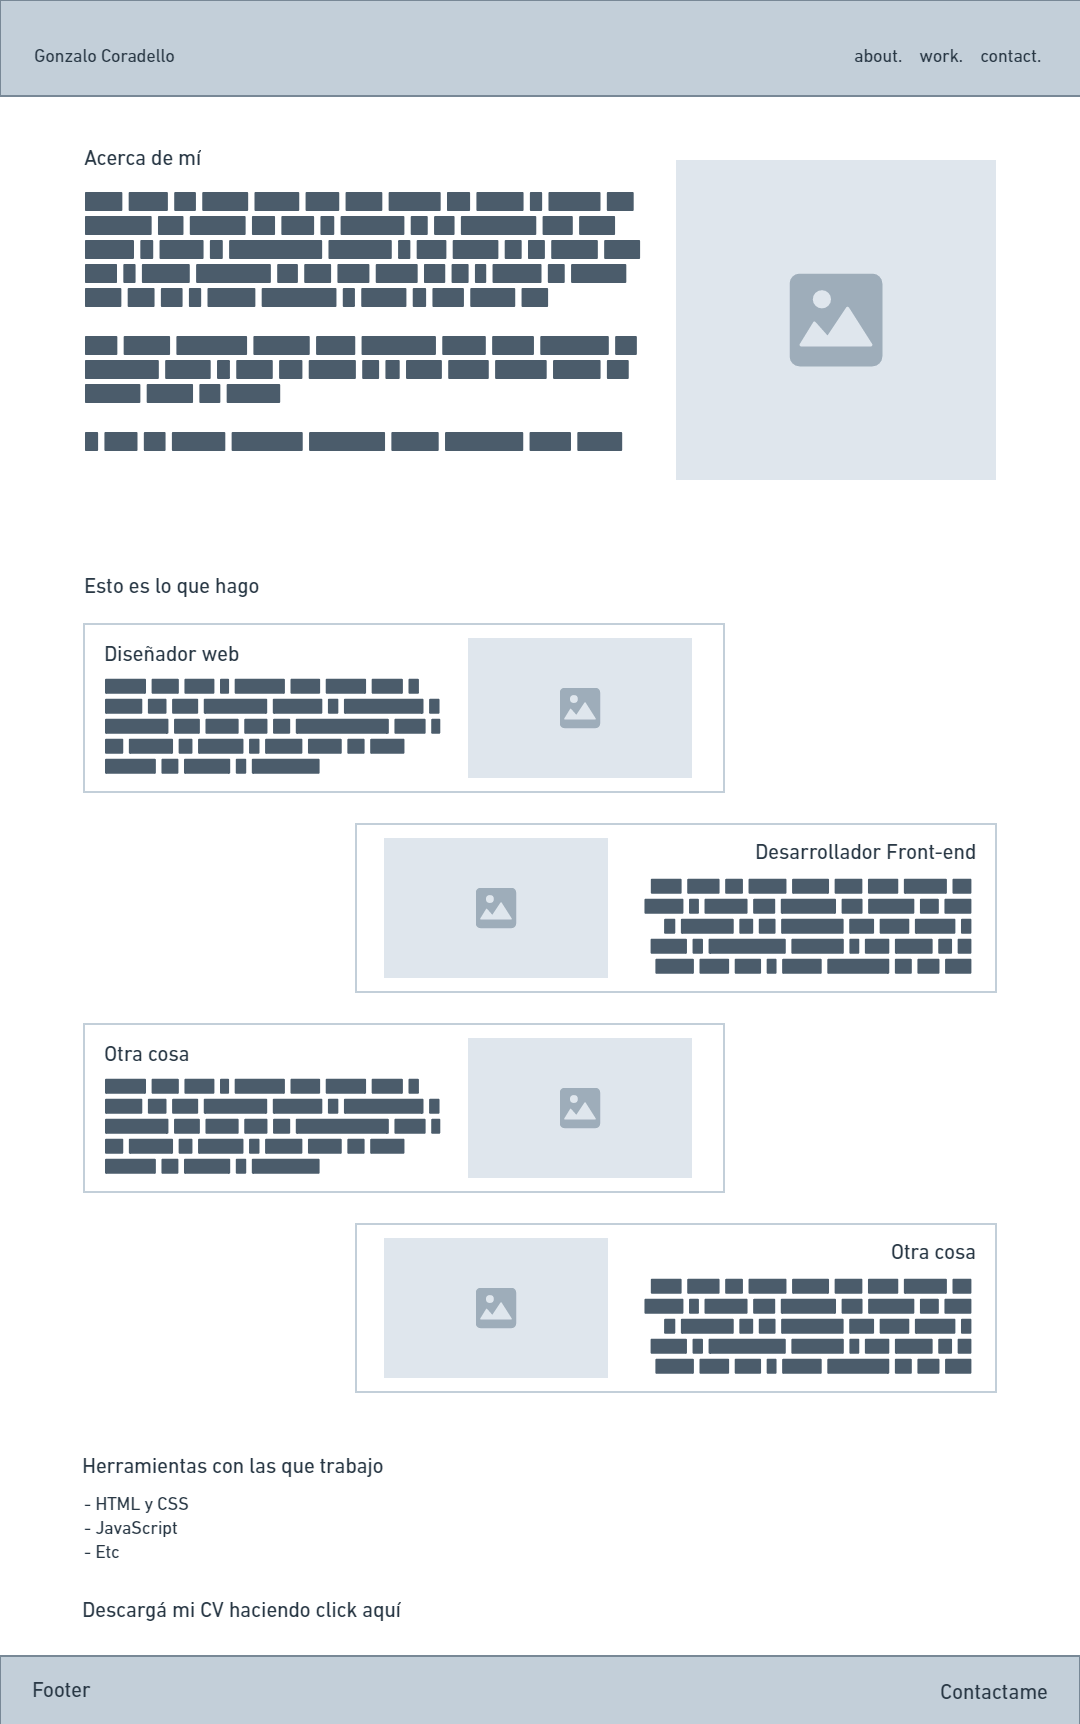 Gonzalo Coradello
about. work. contact.
Acerca de mí
Esto es lo que hago
Diseñador web
Desarrollador Front-end
Otra cosa
Otra cosa
Herramientas con las que trabajo
- HTML y CSS
- JavaScript
- Etc
Descargá mi CV haciendo click aquí
Footer
Contactame